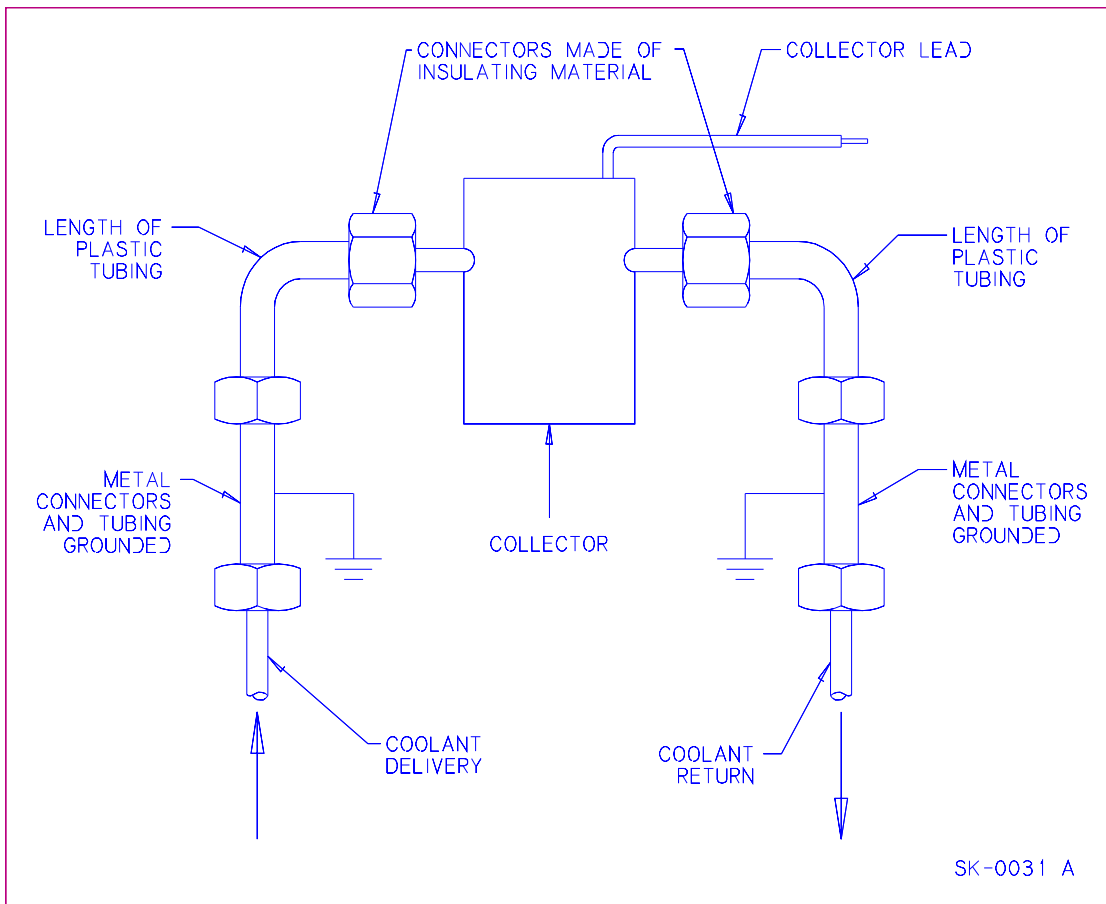 CONNECTORS MADE OF
INSULATING MATERIAL
COLLECTOR LEAD
LENGTH OF
PLASTIC
TUBING
LENGTH OF
PLASTIC
TUBING
METAL
CONNECTORS
AND TUBING
GROUNDED
COLLECTOR
METAL
CONNECTORS
AND TUBING
GROUNDED
COOLANT
DELIVERY
COOLANT
RETURN
SK-0031 A